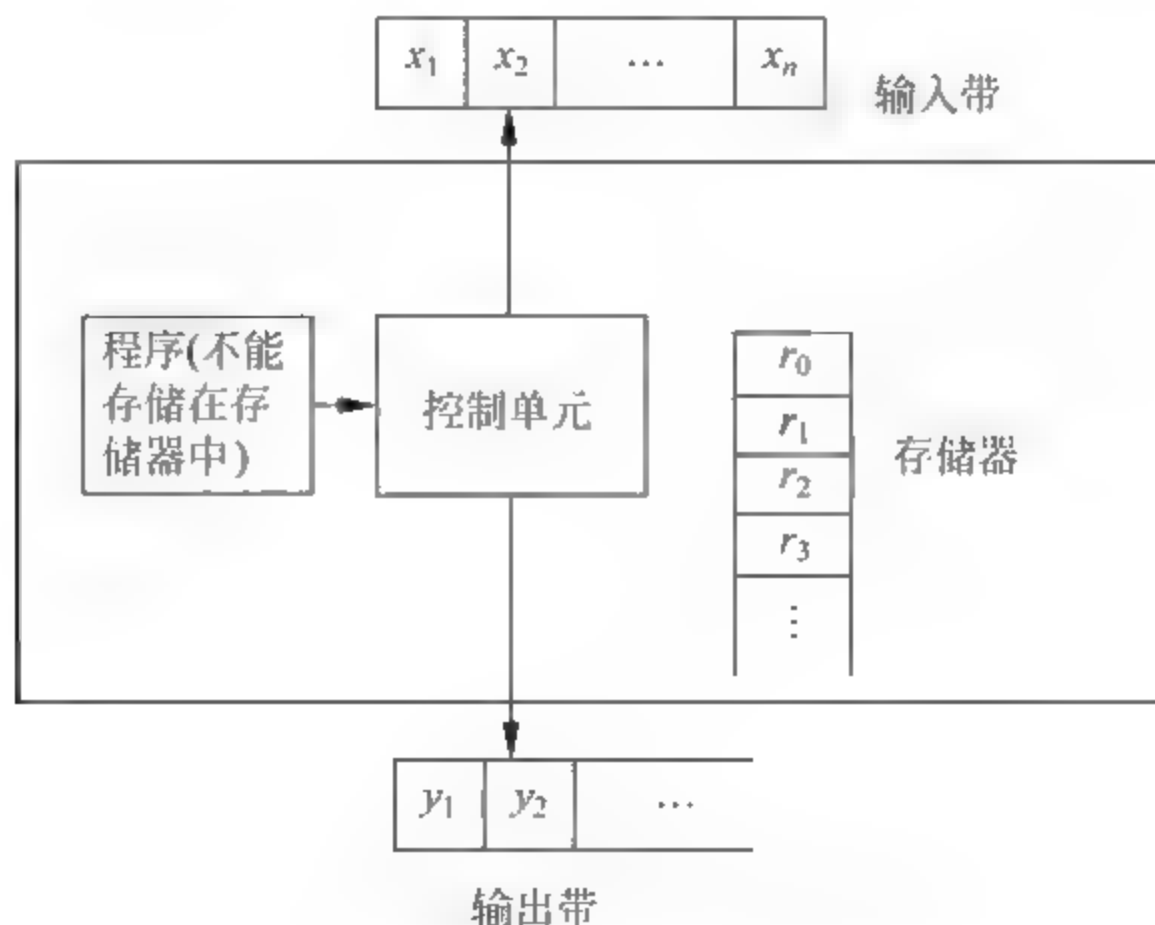 x₁ x₂ … xₙ
输入带
程序(不能
存储在存
储器中)
控制单元
r₀
r₁
r₂
r₃
⋮
存储器
y₁ y₂ …
输出带